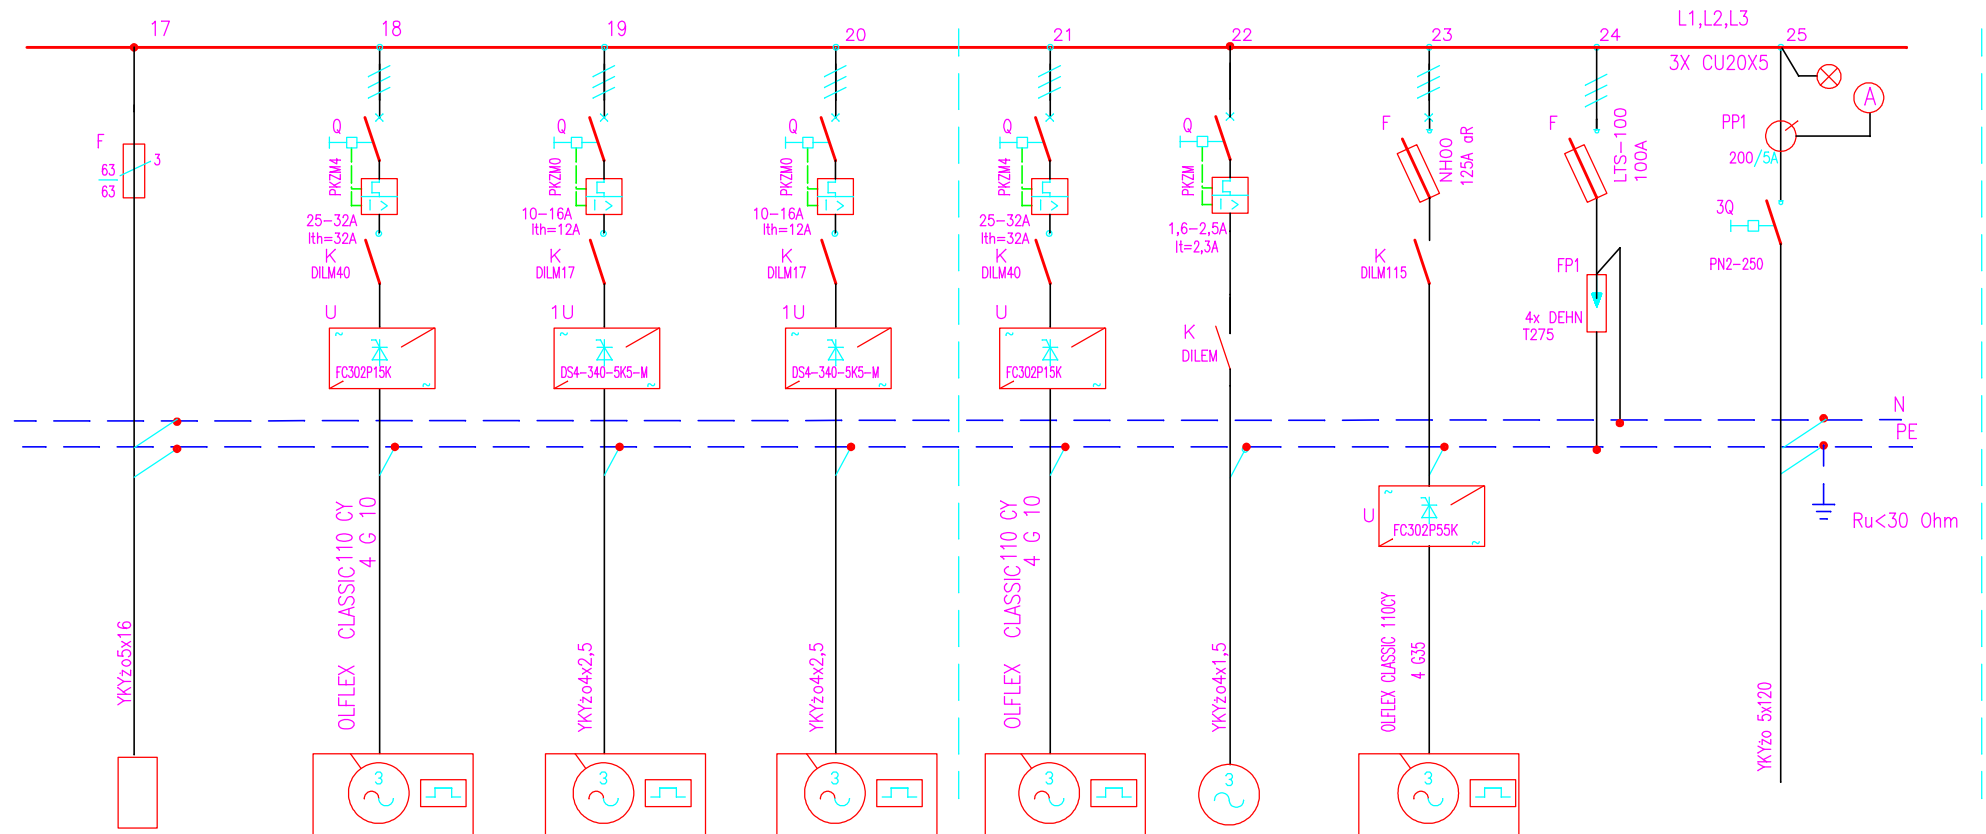 L1,L2,L3
17
18
19
20
21
22
23
24
25
3X CU20X5
F
63
63
3
YKYżo5x16
Q
PKZM4
25-32A
Ith=32A
K
DILM40
U
~
FC302P15K
~
OLFLEX CLASSIC 110 CY
4 G 10
3
Q
PKZM0
10-16A
Ith=12A
K
DILM17
1U
~
DS4-340-5K5-M
~
YKYżo4x2,5
3
Q
PKZM0
10-16A
Ith=12A
K
DILM17
1U
~
DS4-340-5K5-M
~
YKYżo4x2,5
3
Q
PKZM4
25-32A
Ith=32A
K
DILM40
U
~
FC302P15K
~
OLFLEX CLASSIC 110 CY
4 G 10
3
Q
PKZM
1,6-2,5A
It=2,3A
K
DILEM
YKYżo4x1,5
3
F
NH00
125A aR
K
DILM115
U
~
FC302P55K
~
OLFLEX CLASSIC 110CY
4 G35
3
F
LTS-100
100A
FP1
4x DEHN
T275
A
PP1
200/5A
3Q
PN2-250
N
PE
Ru<30 Ohm
YKYżo 5x120